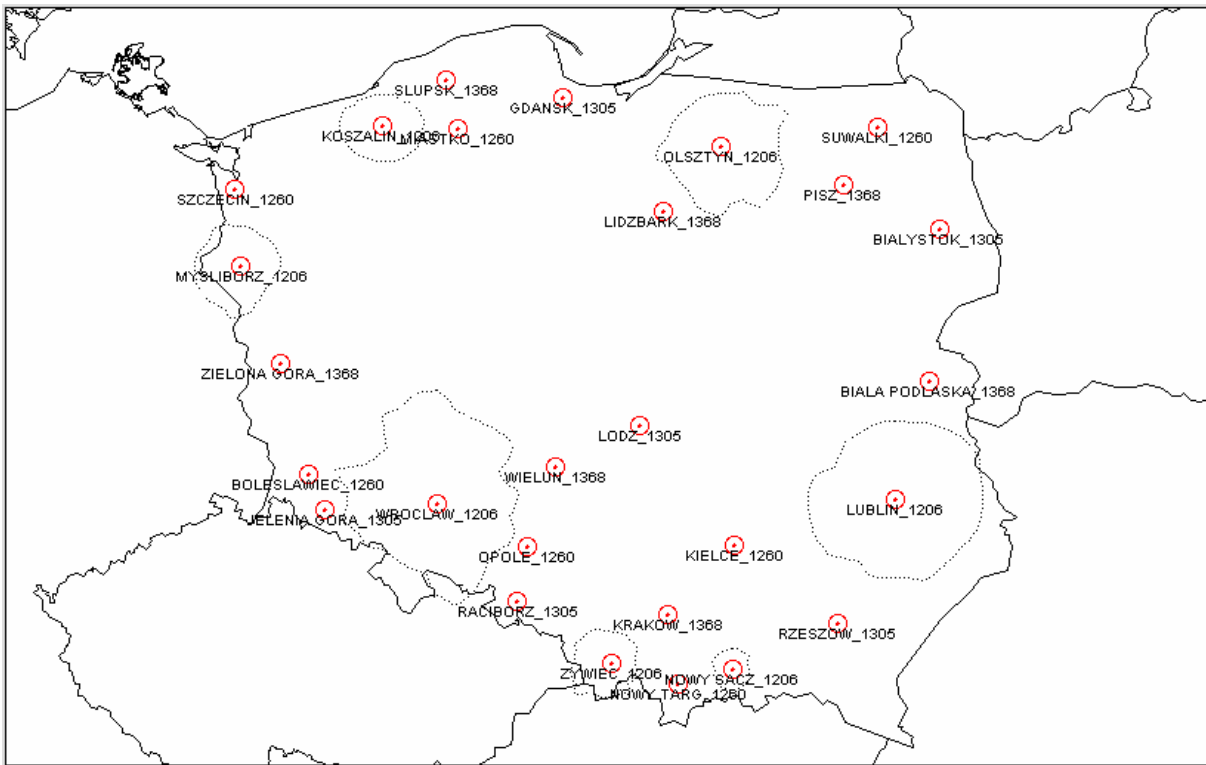 SLUPSK_1368
GDANSK_1305
KOSZALIN_1206
MIASTKO_1260
SUWALKI_1260
OLSZTYN_1206
SZCZECIN_1260
PISZ_1368
LIDZBARK_1368
BIALYSTOK_1305
MYSLIBORZ_1206
ZIELONA GORA_1368
BIALA PODLASKA_1368
LODZ_1305
WIELUN_1368
BOLESLAWIEC_1260
JELENIA GORA_1305
WROCLAW_1206
LUBLIN_1206
OPOLE_1260
KIELCE_1260
RACIBORZ_1305
KRAKOW_1368
RZESZOW_1305
ZYWIEC_1206
NOWY SACZ_1206
NOWY TARG_1260